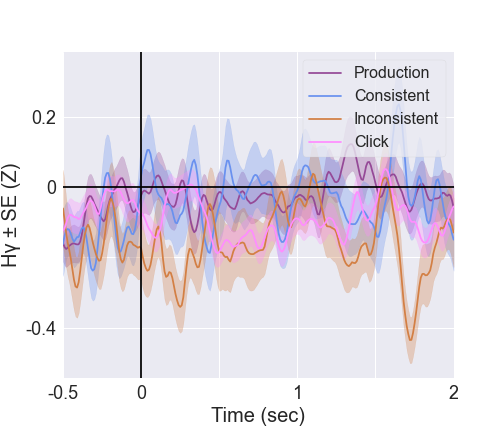 Production
Consistent
Inconsistent
Click
0.2
0
-0.4
Hγ ± SE (Z)
-0.5 0 1 2
Time (sec)